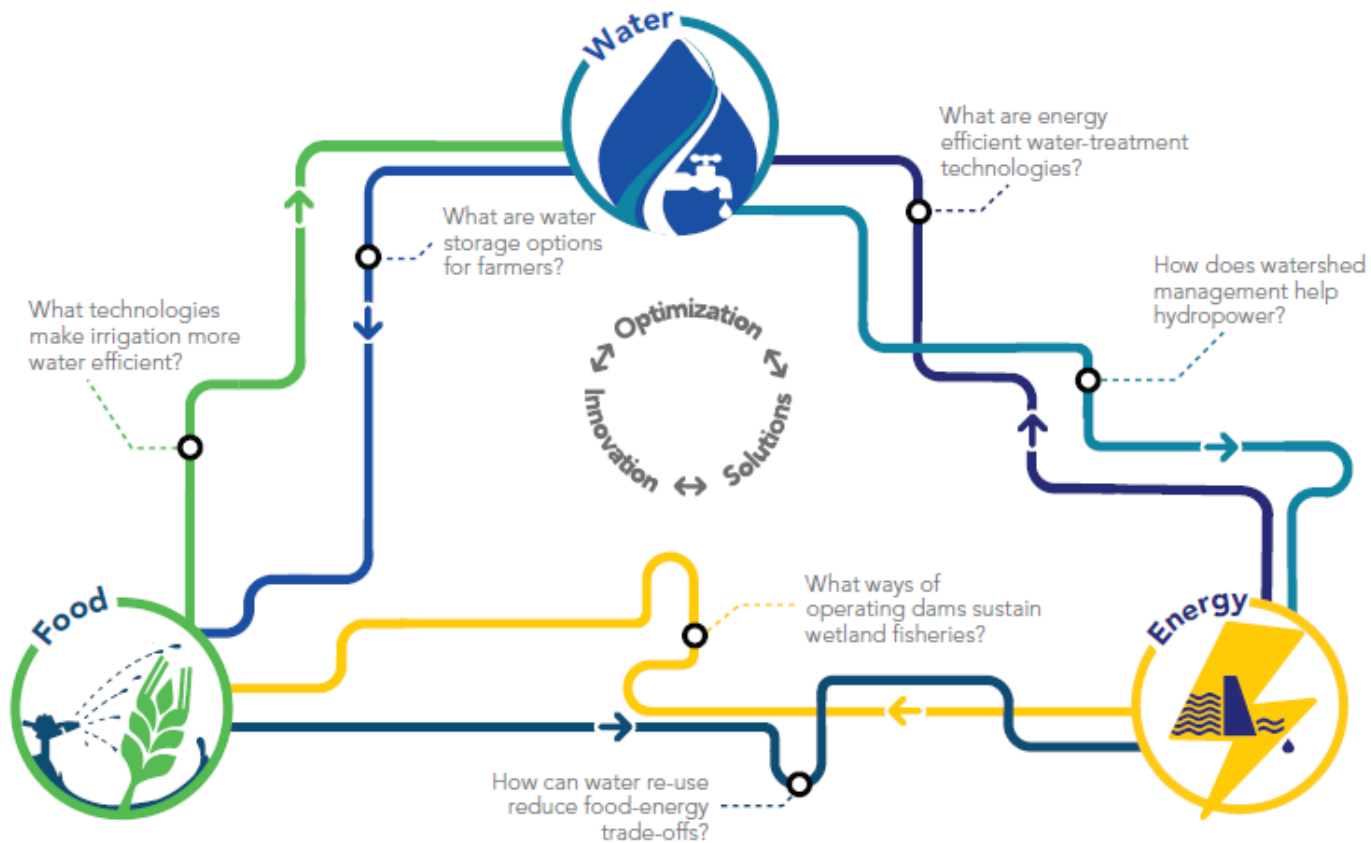 Water
What are energy
efficient water-treatment
technologies?
What are water
storage options
for farmers?
How does watershed
management help
hydropower?
What technologies
make irrigation more
water efficient?
Optimization
Innovation
Solutions
Food
What ways of
operating dams sustain
wetland fisheries?
Energy
How can water re-use
reduce food-energy
trade-offs?